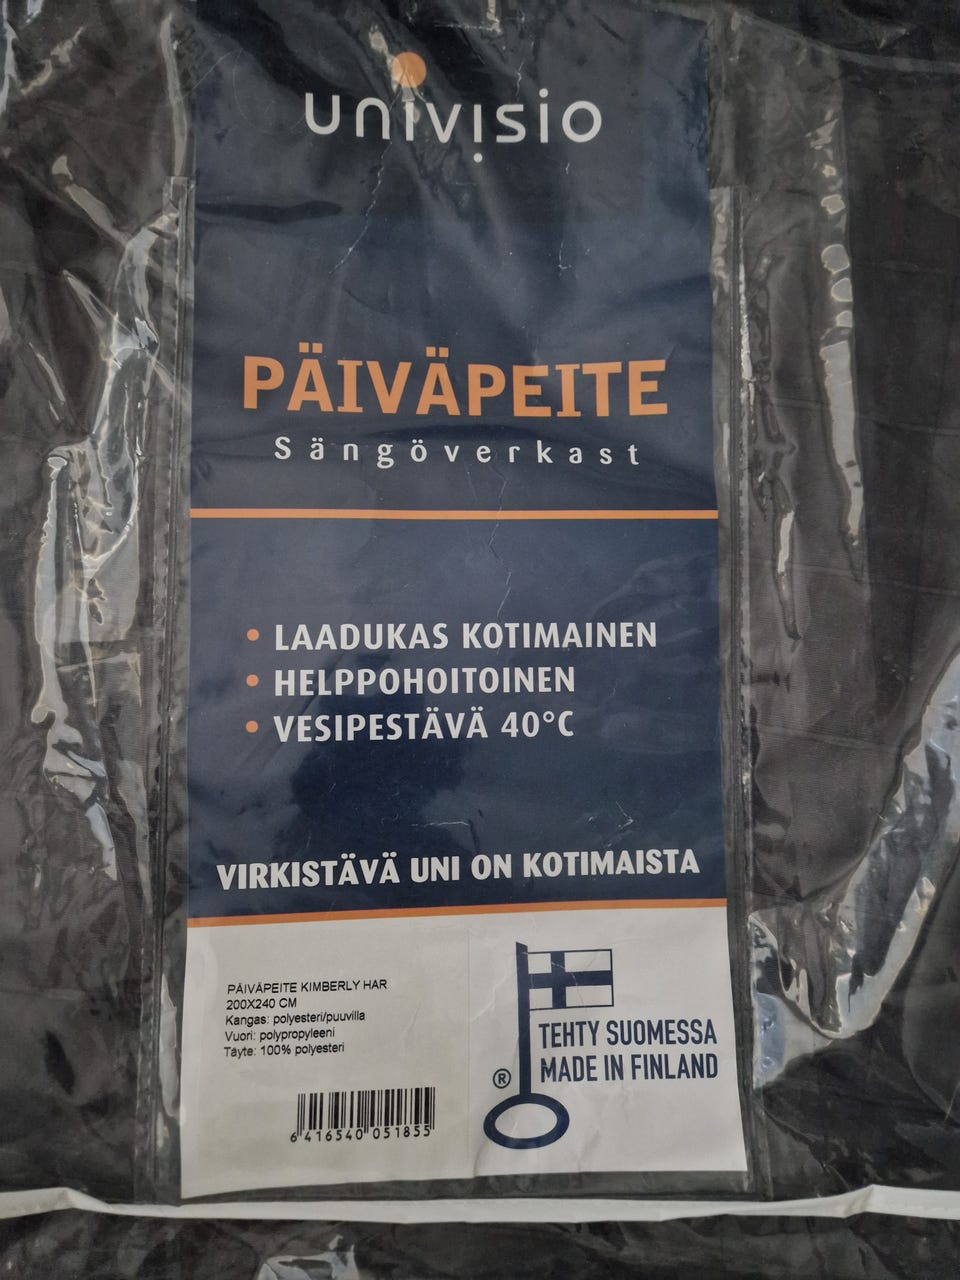 univisio
PÄIVÄPEITE
Sängöverkast
• LAADUKAS KOTIMAINEN
• HELPPOHOITOINEN
• VESIPESTÄVÄ 40°C
VIRKISTÄVÄ UNI ON KOTIMAISTA
PÄIVÄPEITE KIMBERLY HAR
200X240 CM
Kangas: polyesteri/puuvilla
Vuori: polypropyleeni
Täyte: 100% polyesteri
6 416540 051855
TEHTY SUOMESSA
MADE IN FINLAND
®